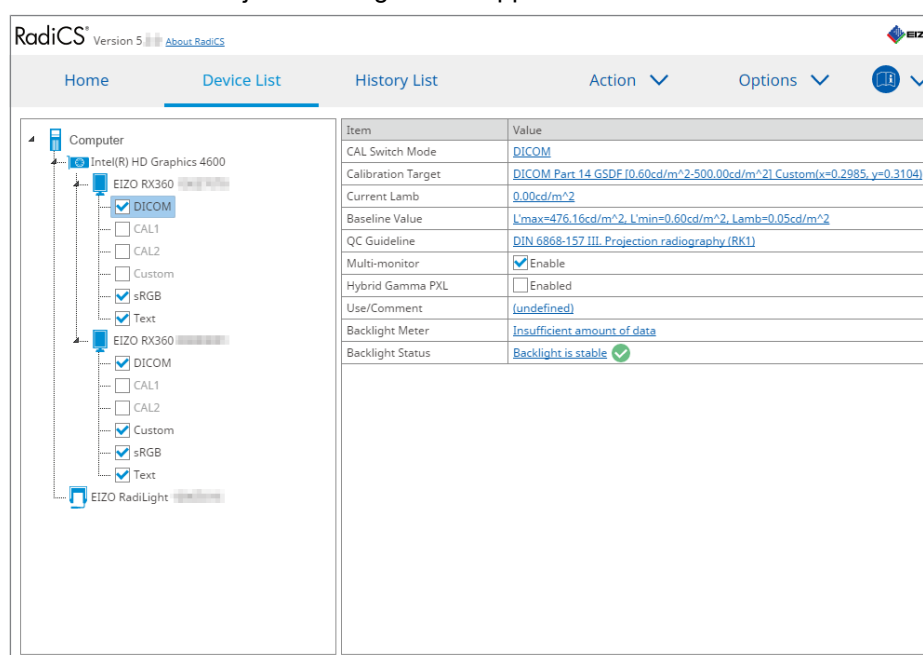 RadiCS® Version 5 About RadiCS
Home Device List History List Action Options
Computer
Intel(R) HD Graphics 4600
EIZO RX360
DICOM
CAL1
CAL2
Custom
sRGB
Text
EIZO RX360
DICOM
CAL1
CAL2
Custom
sRGB
Text
EIZO RadiLight
Item Value
CAL Switch Mode DICOM
Calibration Target DICOM Part 14 GSDF [0.60cd/m^2-500.00cd/m^2] Custom(x=0.2985, y=0.3104)
Current Lamb 0.00cd/m^2
Baseline Value L'max=476.16cd/m^2, L'min=0.60cd/m^2, Lamb=0.05cd/m^2
QC Guideline DIN 6868-157 III. Projection radiography (RK1)
Multi-monitor Enable
Hybrid Gamma PXL Enabled
Use/Comment (undefined)
Backlight Meter Insufficient amount of data
Backlight Status Backlight is stable